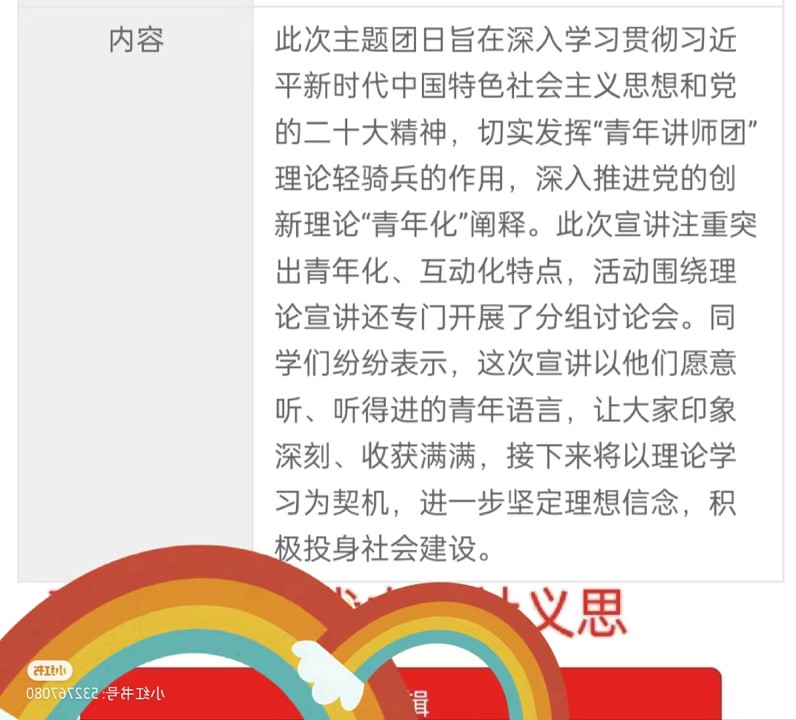 内容
此次主题团日旨在深入学习贯彻习近
平新时代中国特色社会主义思想和党
的二十大精神，切实发挥“青年讲师团”
理论轻骑兵的作用，深入推进党的创
新理论“青年化”阐释。此次宣讲注重突
出青年化、互动化特点，活动围绕理
论宣讲还专门开展了分组讨论会。同
学们纷纷表示，这次宣讲以他们愿意
听、听得进的青年语言，让大家印象
深刻、收获满满，接下来将以理论学
习为契机，进一步坚定理想信念，积
极投身社会建设。
义思
辑
小红书
小红书号:532767080